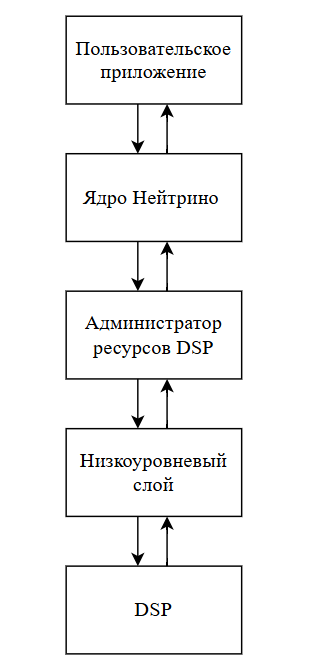 Пользовательское
приложение
Ядро Нейтрино
Администратор
ресурсов DSP
Низкоуровневый
слой
DSP